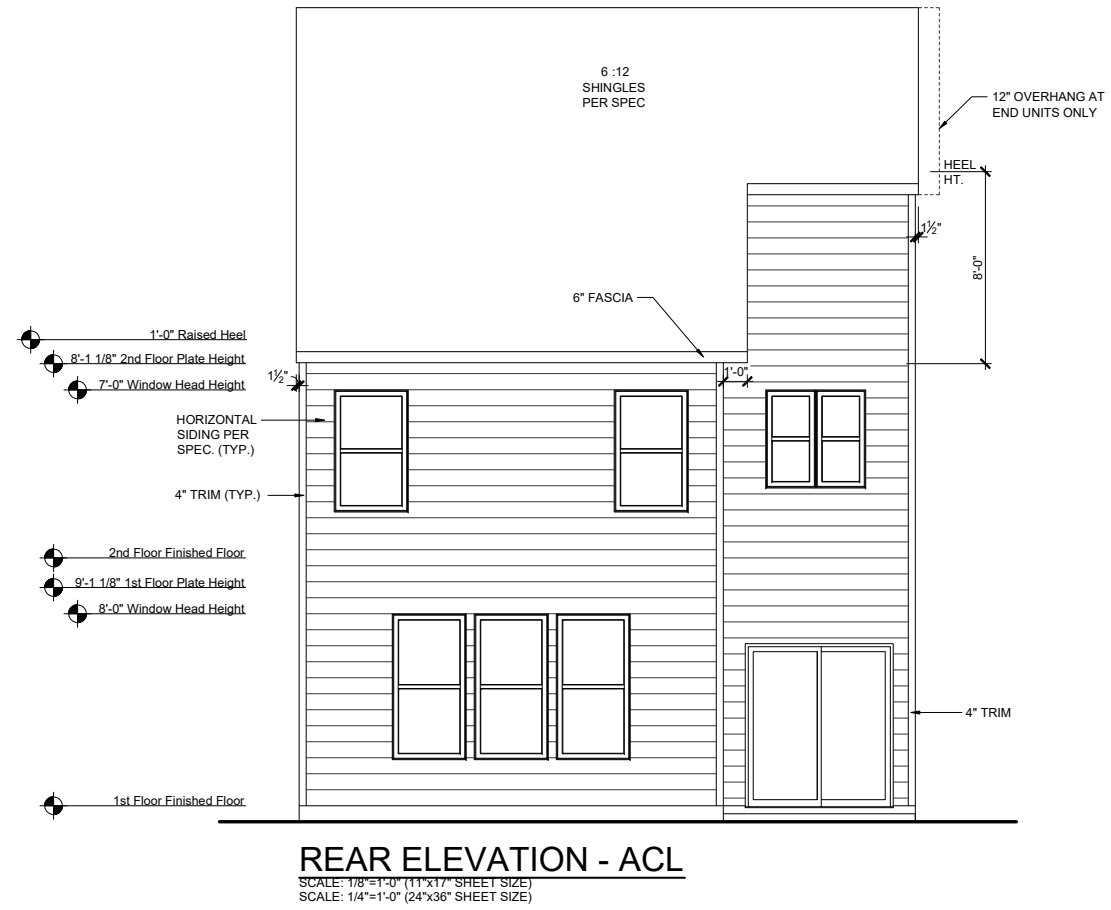 6 :12
SHINGLES
PER SPEC
12" OVERHANG AT
END UNITS ONLY
HEEL
HT.
1½"
8'-0"
6" FASCIA
1'-0" Raised Heel
8'-1 1/8" 2nd Floor Plate Height
7'-0" Window Head Height
1½"
1'-0"
HORIZONTAL
SIDING PER
SPEC. (TYP.)
4" TRIM (TYP.)
2nd Floor Finished Floor
9'-1 1/8" 1st Floor Plate Height
8'-0" Window Head Height
4" TRIM
1st Floor Finished Floor
REAR ELEVATION - ACL
SCALE: 1/8"=1'-0" (11"x17" SHEET SIZE)
SCALE: 1/4"=1'-0" (24"x36" SHEET SIZE)